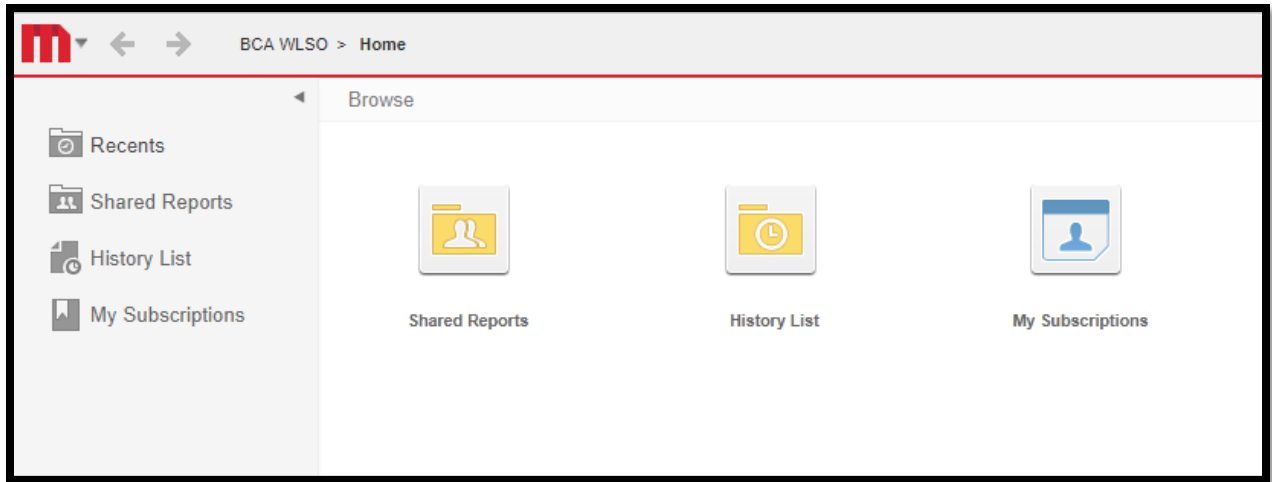 BCA WLSO > Home
Browse
Recents
Shared Reports
History List
My Subscriptions
Shared Reports
History List
My Subscriptions